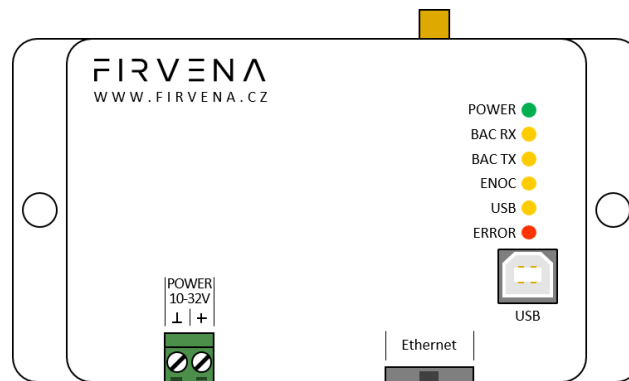 FIRVENA
WWW.FIRVENA.CZ
POWER
BAC RX
BAC TX
ENOC
USB
ERROR
USB
POWER
10-32V
⊥ +
Ethernet